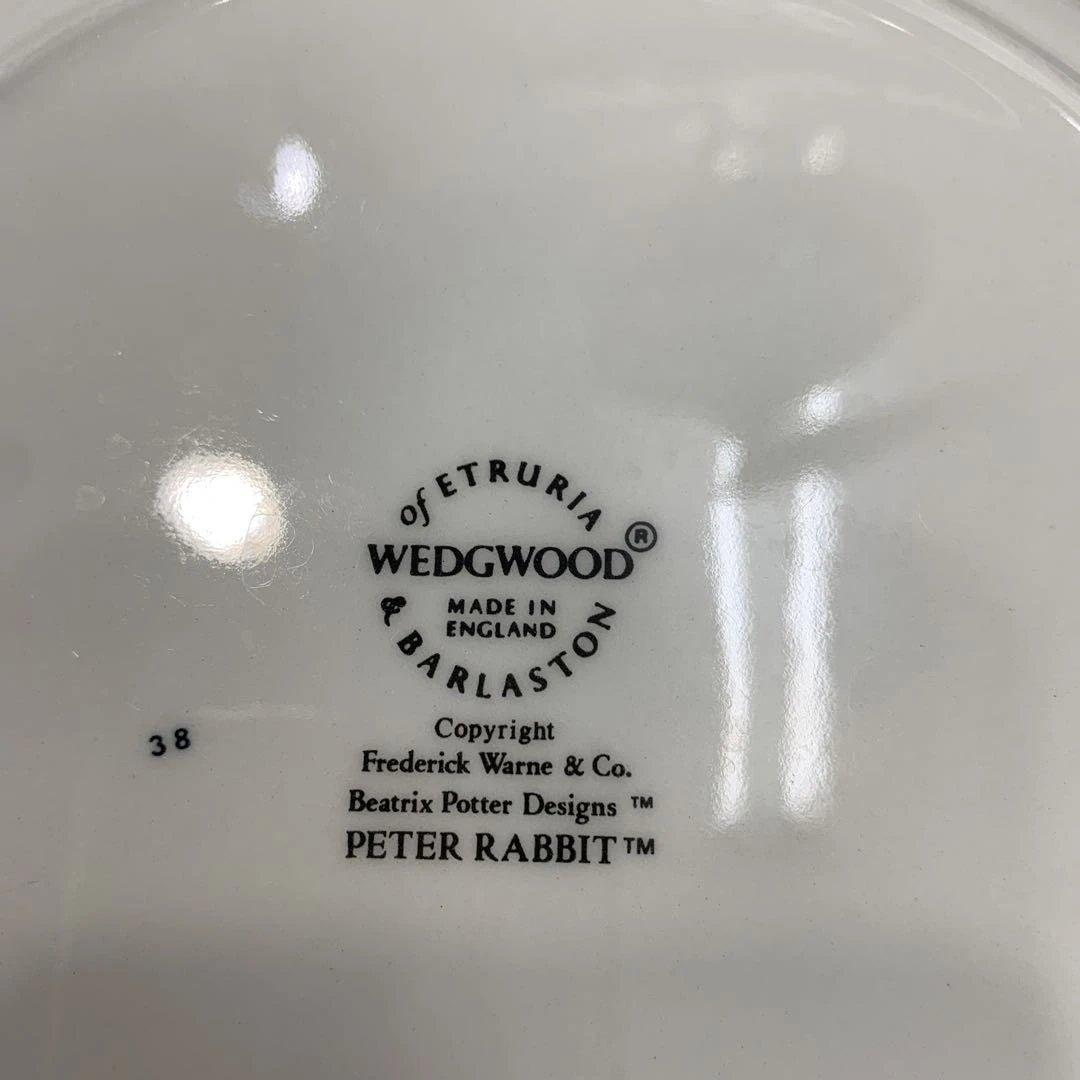 of ETRURIA
WEDGWOOD®
MADE IN
ENGLAND
& BARLASTON
38
Copyright
Frederick Warne & Co.
Beatrix Potter Designs ™
PETER RABBIT™